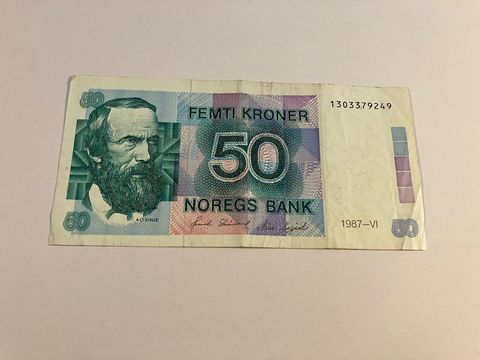 50
FEMTI KRONER
1303379249
50
NOREGS BANK
A.O.VINJE
50
1987-VI
50